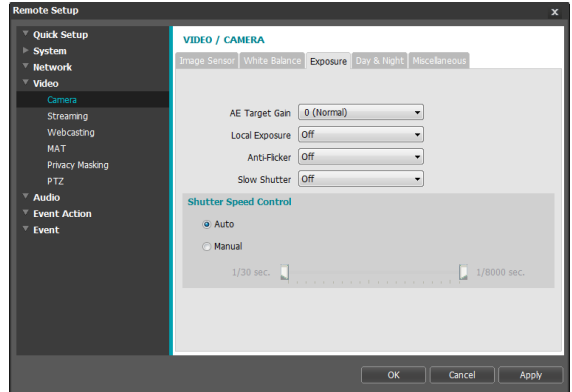 Remote Setup
x
Quick Setup
System
Network
Video
Camera
Streaming
Webcasting
MAT
Privacy Masking
PTZ
Audio
Event Action
Event
VIDEO / CAMERA
Image Sensor White Balance Exposure Day & Night Miscellaneous
AE Target Gain 0 (Normal)
Local Exposure Off
Anti-Flicker Off
Slow Shutter Off
Shutter Speed Control
Auto
Manual
1/30 sec. 1/8000 sec.
OK Cancel Apply